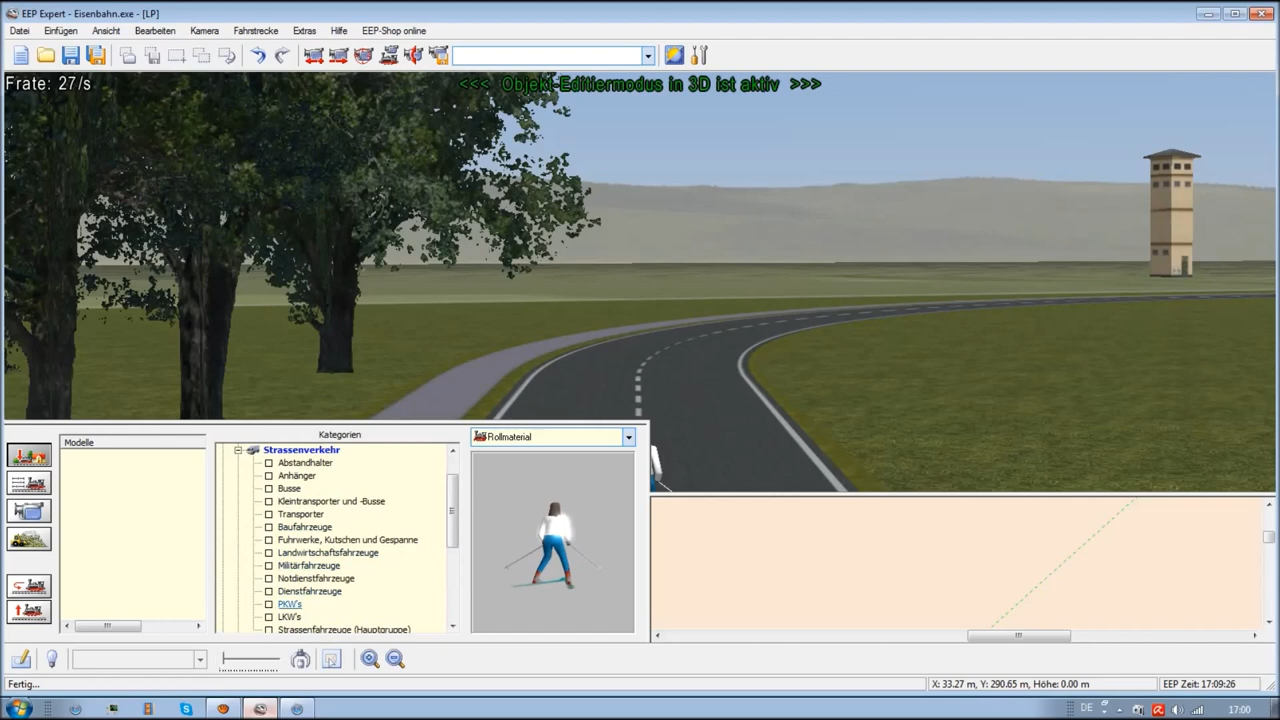 EEP Expert - Eisenbahn.exe - [LP]
Datei Einfügen Ansicht Bearbeiten Kamera Fahrstrecke Extras Hilfe EEP-Shop online
Frate: 27/s
<<< Objekt-Editiermodus in 3D ist aktiv >>>
Modelle
Kategorien
Rollmaterial
Strassenverkehr
Abstandhalter
Anhänger
Busse
Kleintransporter und -Busse
Transporter
Baufahrzeuge
Fuhrwerke, Kutschen und Gespanne
Landwirtschaftsfahrzeuge
Militärfahrzeuge
Notdienstfahrzeuge
Dienstfahrzeuge
PKW's
LKW's
Strassenfahrzeuge (Hauptgruppe)
Fertig...
X: 33.27 m, Y: 290.65 m, Höhe: 0.00 m
EEP Zeit: 17:09:26
DE
17:00